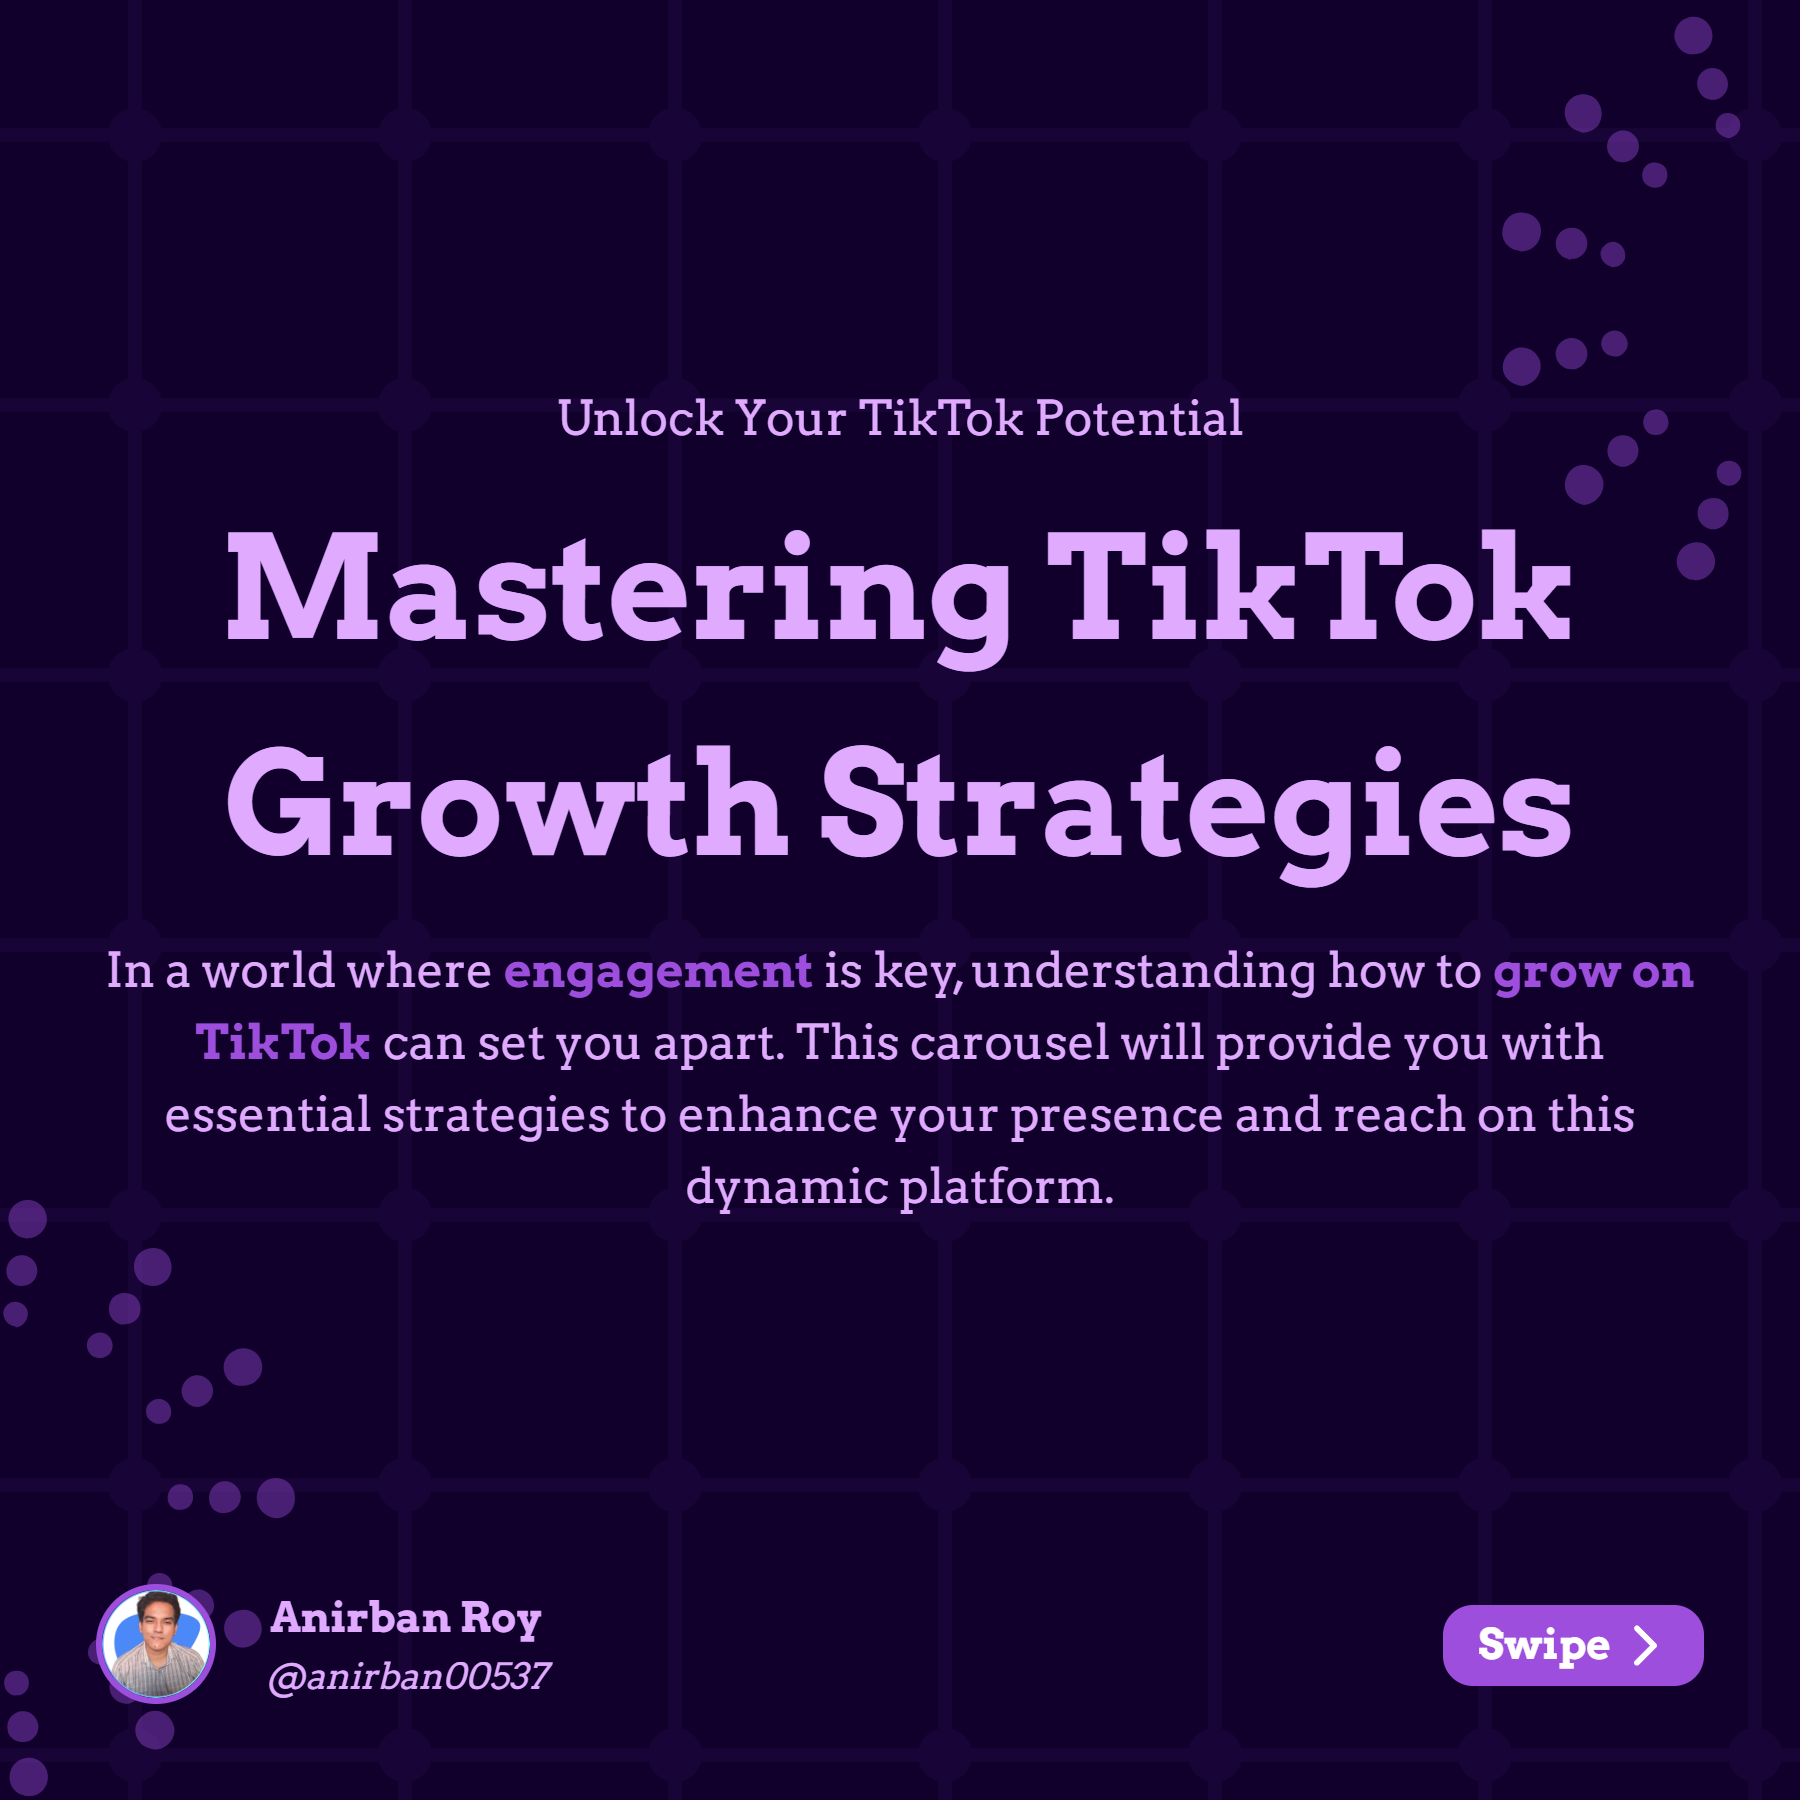 Unlock Your TikTok Potential
Mastering TikTok
Growth Strategies
In a world where engagement is key, understanding how to grow on
TikTok can set you apart. This carousel will provide you with
essential strategies to enhance your presence and reach on this
dynamic platform.
Anirban Roy
@anirban00537
Swipe